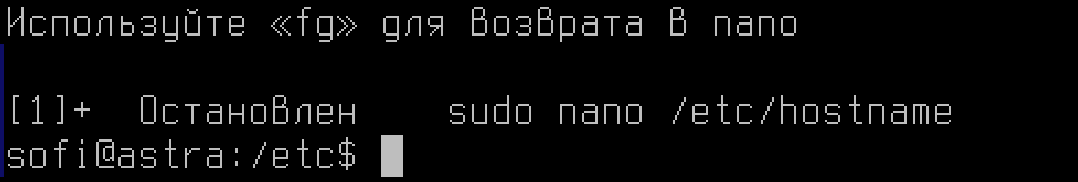 Используйте «fg» для возврата в nano
[1]+  Остановлен    sudo nano /etc/hostname
sofi@astra:/etc$